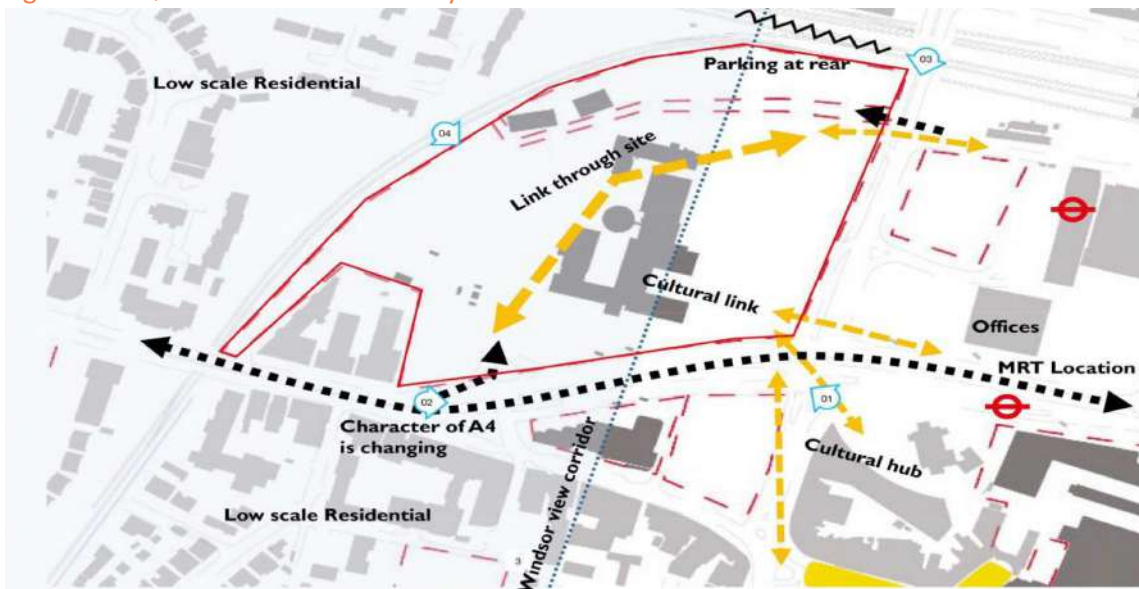 Parking at rear
03
Low scale Residential
04
Link through site
Cultural link
Offices
MRT Location
02
01
Character of A4
is changing
Cultural hub
Windsor view corridor
Low scale Residential
3